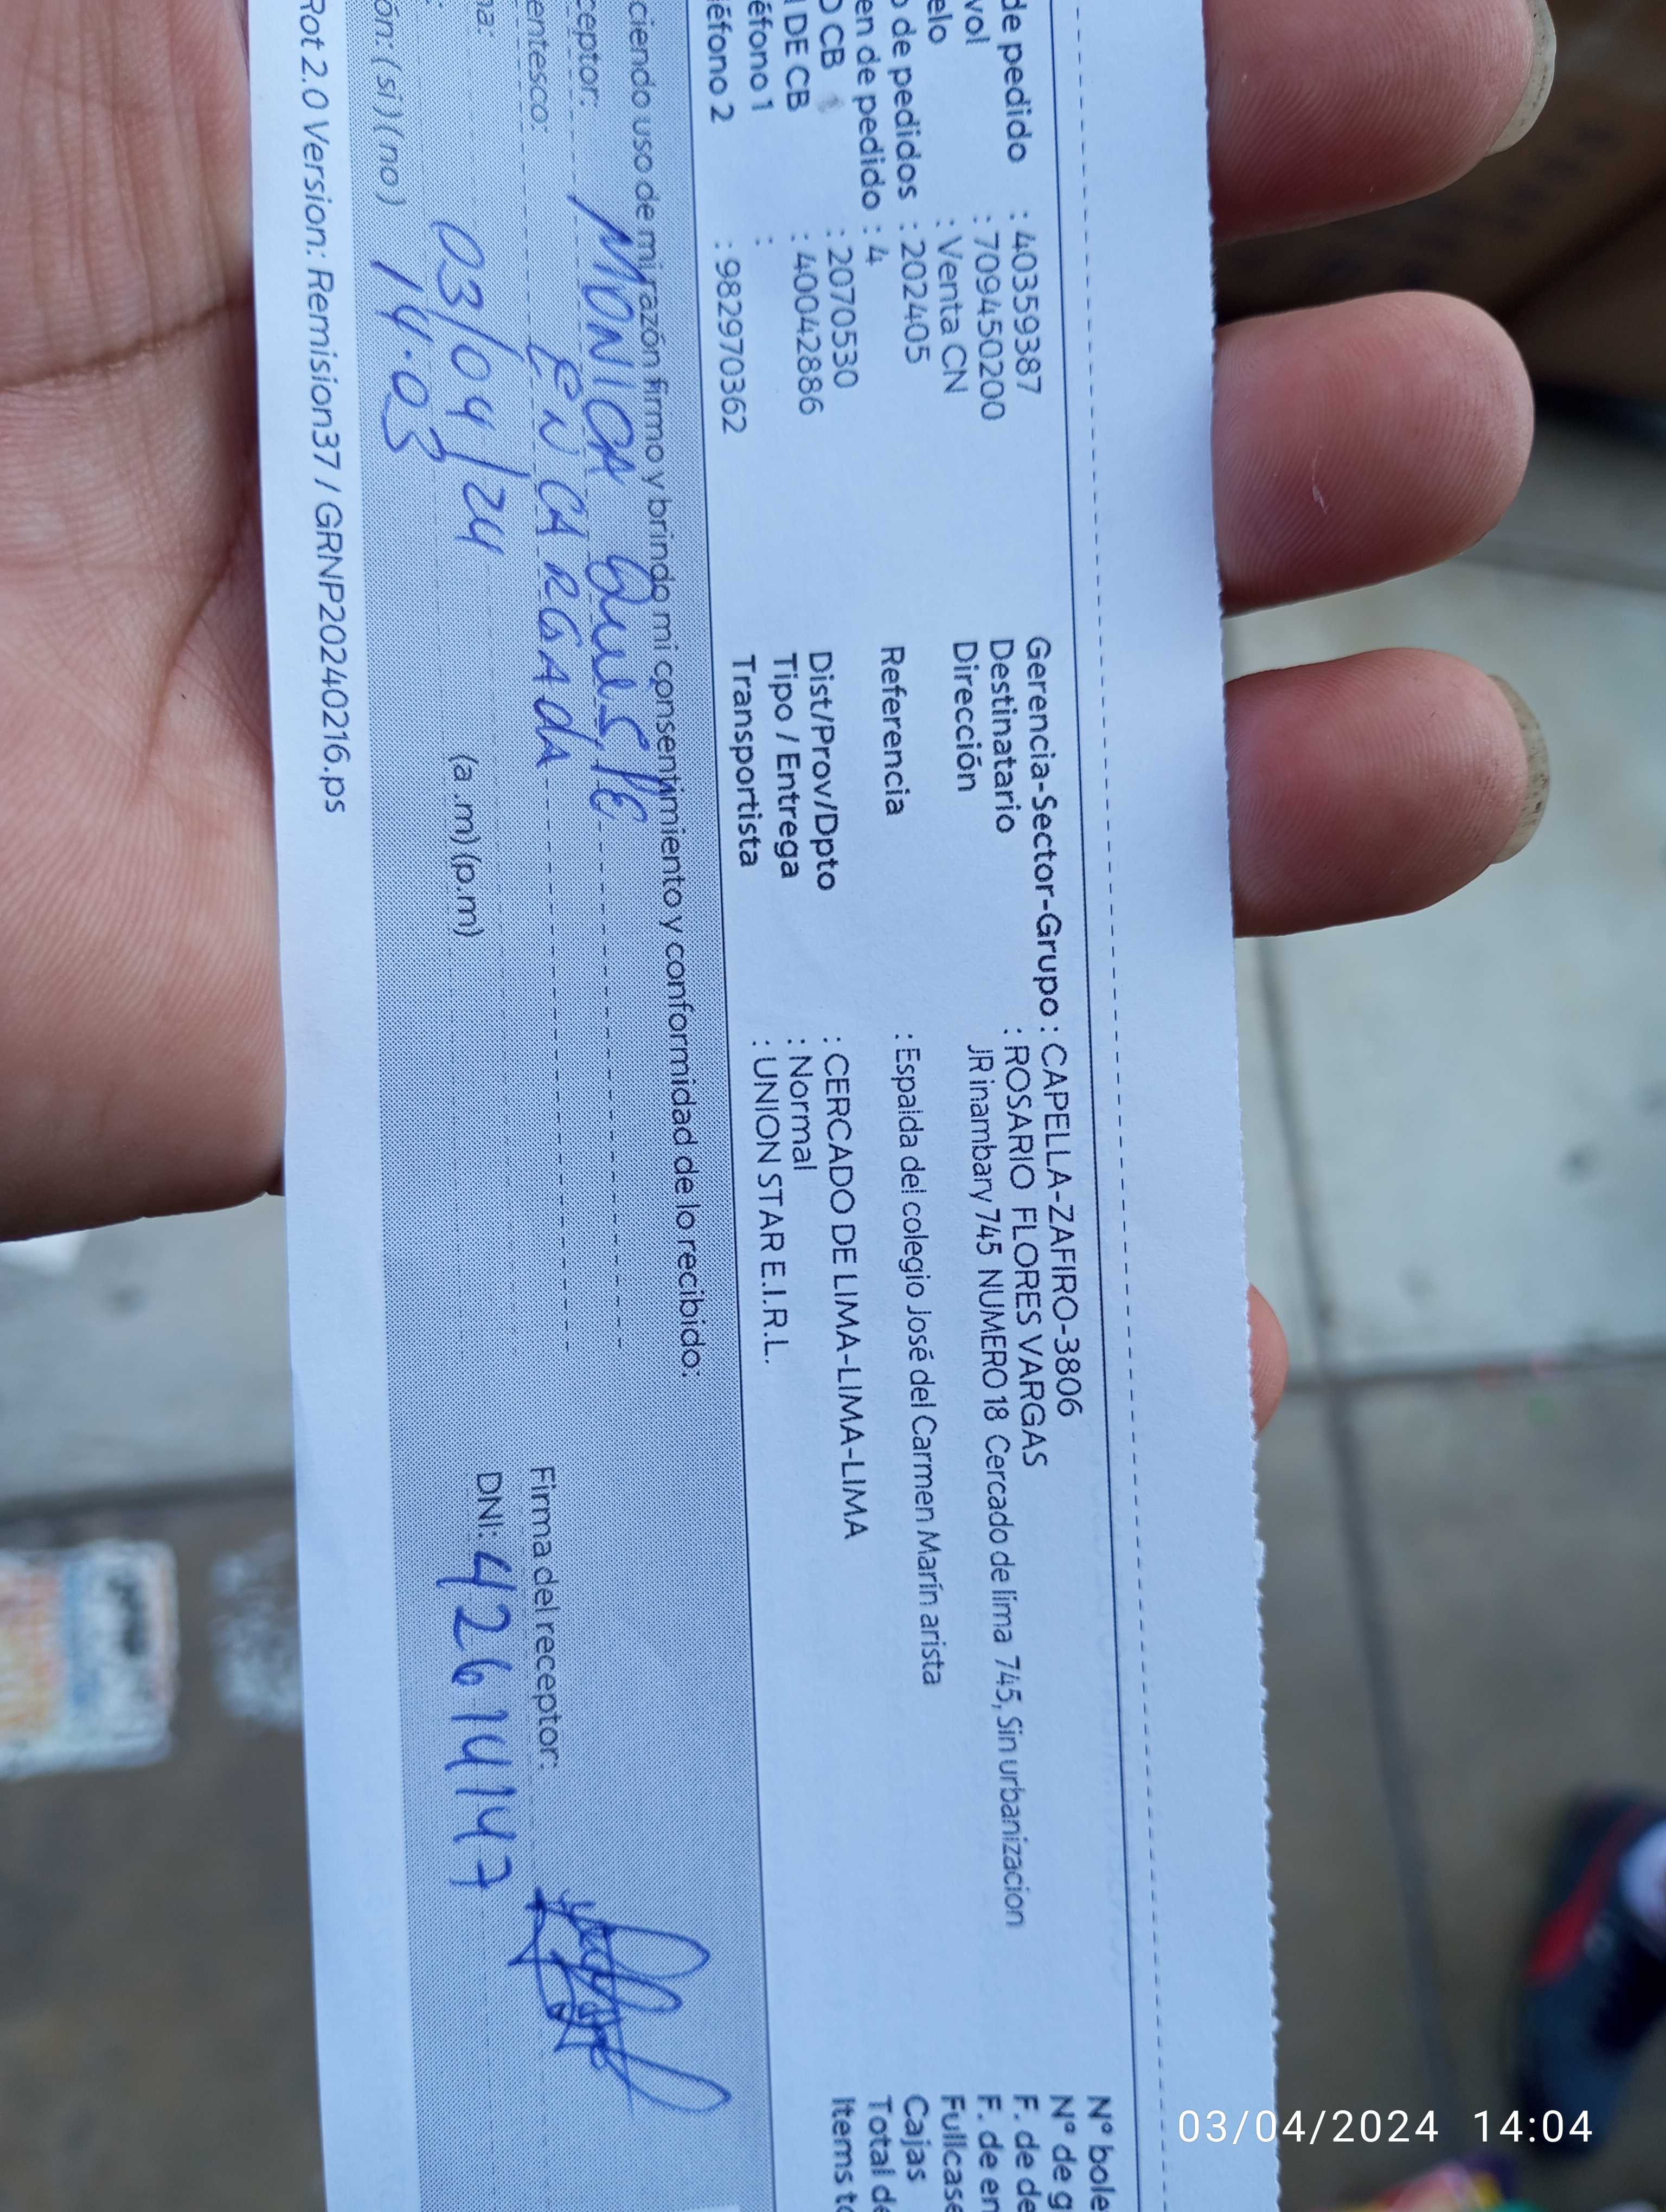 de pedido : 40359387
vol : 709450200
elo : Venta CN
o de pedidos : 202405
en de pedido : 4
O CB : 2070530
DE CB : 40042886
éfono 1 :
léfono 2 : 982970362
Gerencia-Sector-Grupo : CAPELLA-ZAFIRO-3806
Destinatario : ROSARIO FLORES VARGAS
Dirección JR inambary 745 NUMERO 18 Cercado de lima 745, Sin urbanizacion
Referencia : Espalda del colegio José del Carmen Marín arista
Dist/Prov/Dpto : CERCADO DE LIMA-LIMA-LIMA
Tipo / Entrega : Normal
Transportista : UNION STAR E.I.R.L.
N° bole
N° de g
F. de de
F. de en
Fullcase
Cajas
Total de
Items to
ciendo uso de mi razón firmo y brindo mi consentimiento y conformidad de lo recibido:
ceptor: MONICA QUISPE
entesco: ENCARGADA
na: 03/04/24
: 14.03 (a.m)(p.m)
ón: (si) (no)
Firma del receptor:
DNI: 42614147
Rot 2.0 Version: Remision37 / GRNP20240216.ps
03/04/2024 14:04